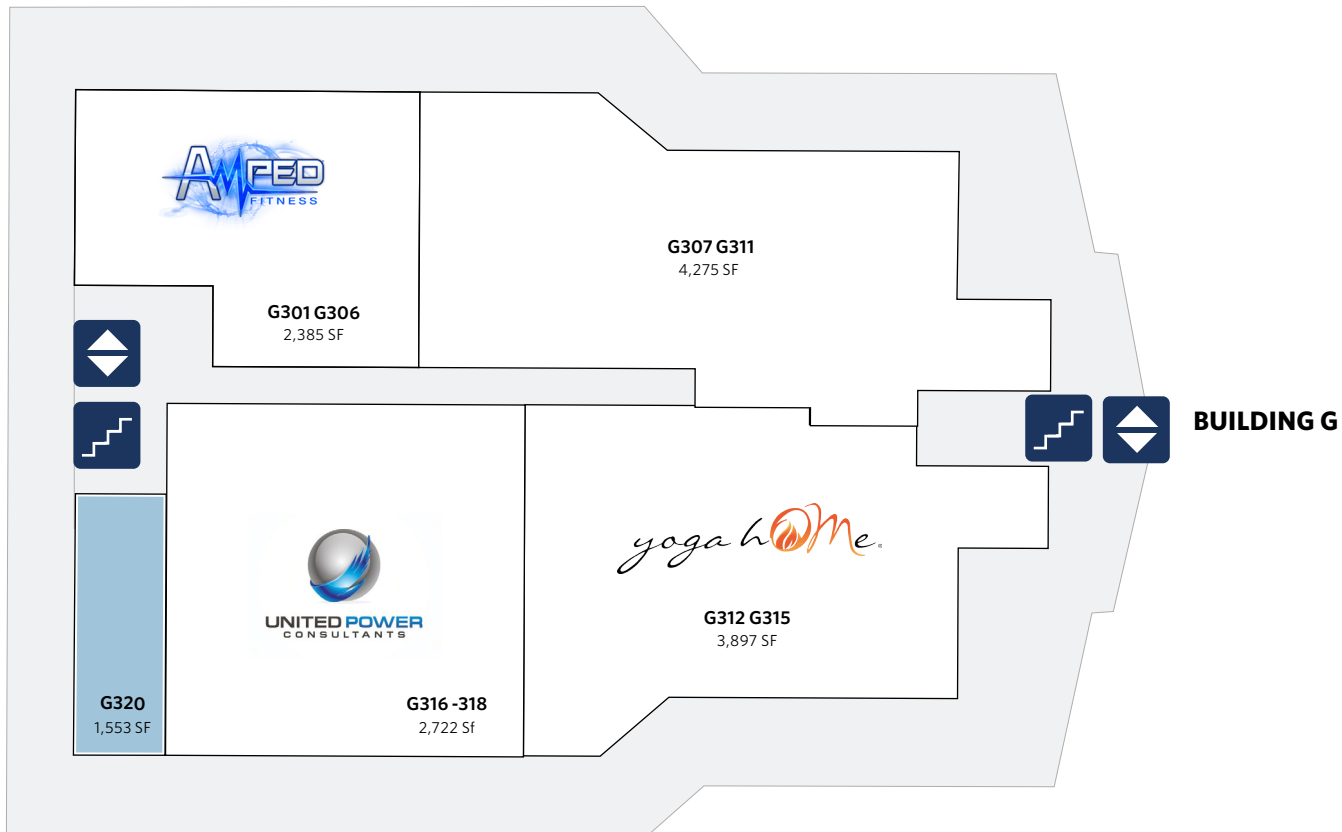 AMPED
FITNESS
G301 G306
2,385 SF
G307 G311
4,275 SF
BUILDING G
yoga hOMe
G312 G315
3,897 SF
UNITED POWER
CONSULTANTS
G316 -318
2,722 Sf
G320
1,553 SF